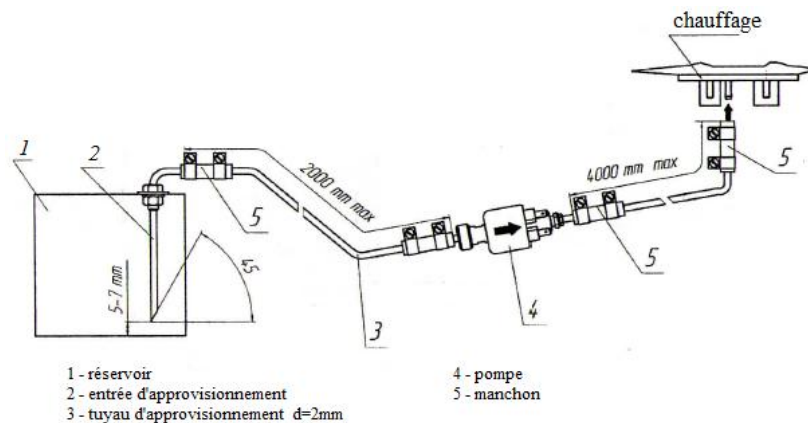 chauffage
1
2
2000 mm max
4000 mm max
5
5
5
45
5-7 mm
3
4
1 - réservoir
2 - entrée d'approvisionnement
3 - tuyau d'approvisionnement d=2mm
4 - pompe
5 - manchon